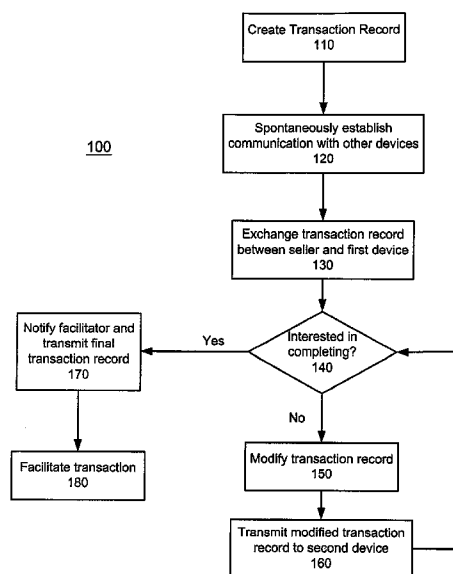 Create Transaction Record
110
100
Spontaneously establish
communication with other devices
120
Exchange transaction record
between seller and first device
130
Interested in
completing?
140
Yes
Notify facilitator and
transmit final
transaction record
170
No
Facilitate transaction
180
Modify transaction record
150
Transmit modified transaction
record to second device
160